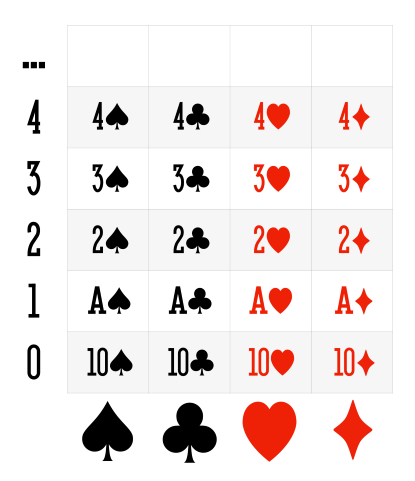 ...
4 4♠ 4♣ 4♥ 4♦
3 3♠ 3♣ 3♥ 3♦
2 2♠ 2♣ 2♥ 2♦
1 A♠ A♣ A♥ A♦
0 10♠ 10♣ 10♥ 10♦
♠ ♣ ♥ ♦